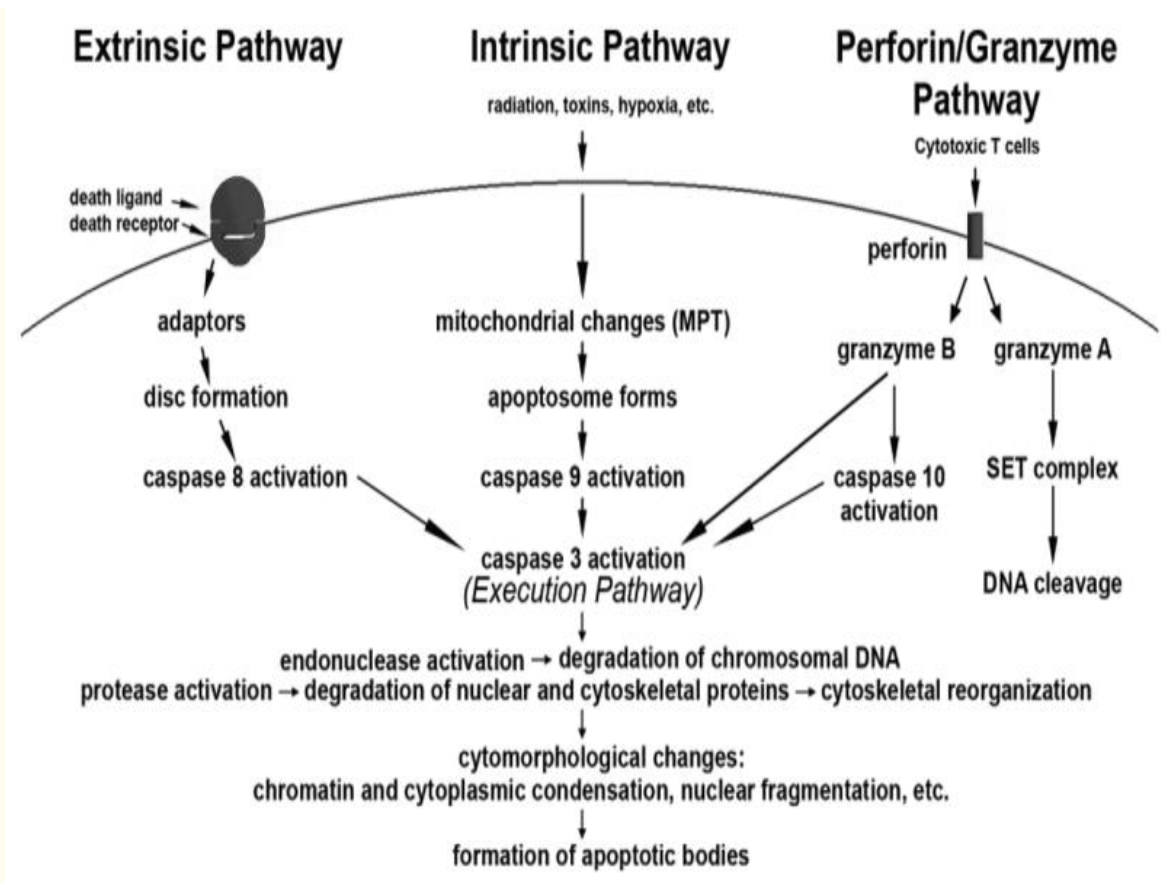 Extrinsic Pathway
Intrinsic Pathway
Perforin/Granzyme
Pathway
radiation, toxins, hypoxia, etc.
Cytotoxic T cells
death ligand
death receptor
perforin
adaptors
mitochondrial changes (MPT)
granzyme B
granzyme A
disc formation
apoptosome forms
caspase 8 activation
caspase 9 activation
caspase 10
activation
SET complex
caspase 3 activation
(Execution Pathway)
DNA cleavage
endonuclease activation → degradation of chromosomal DNA
protease activation → degradation of nuclear and cytoskeletal proteins → cytoskeletal reorganization
cytomorphological changes:
chromatin and cytoplasmic condensation, nuclear fragmentation, etc.
formation of apoptotic bodies